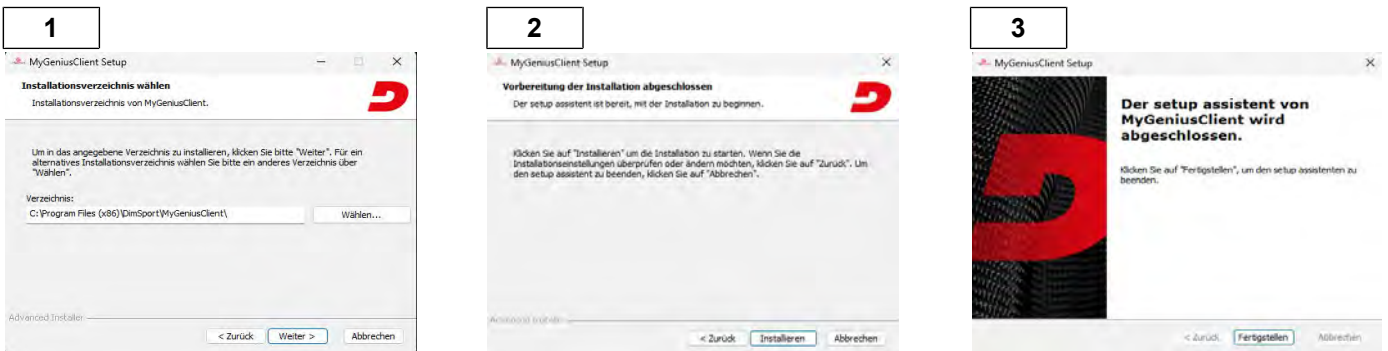 1
MyGeniusClient Setup
Installationsverzeichnis wählen
Installationsverzeichnis von MyGeniusClient.
Um in das angegebene Verzeichnis zu installieren, klicken Sie bitte "Weiter". Für ein
alternatives Installationsverzeichnis wählen Sie bitte ein anderes Verzeichnis über
"Wählen".
Verzeichnis:
C:\Program Files (x86)\DimSport\MyGeniusClient\
Wählen...
Advanced Installer
< Zurück
Weiter >
Abbrechen
2
MyGeniusClient Setup
Vorbereitung der Installation abgeschlossen
Der setup assistent ist bereit, mit der Installation zu beginnen.
Klicken Sie auf "Installieren" um die Installation zu starten. Wenn Sie die
Installationseinstellungen überprüfen oder ändern möchten, klicken Sie auf "Zurück". Um
den setup assistent zu beenden, klicken Sie auf "Abbrechen".
Advanced Installer
< Zurück
Installieren
Abbrechen
3
MyGeniusClient Setup
Der setup assistent von
MyGeniusClient wird
abgeschlossen.
Klicken Sie auf "Fertigstellen", um den setup assistenten zu
beenden.
< Zurück
Fertigstellen
Abbrechen